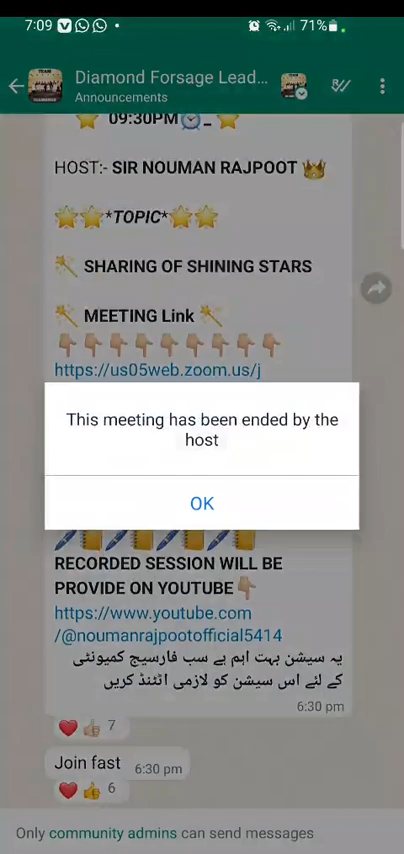 7:09
71%
Diamond Forsage Lead...
Announcements
09:30PM
HOST:- SIR NOUMAN RAJPOOT
*TOPIC*
SHARING OF SHINING STARS
MEETING Link
https://us05web.zoom.us/j
This meeting has been ended by the
host
OK
RECORDED SESSION WILL BE
PROVIDE ON YOUTUBE
https://www.youtube.com
/@noumanrajpootofficial5414
یہ سیشن بہت اہم ہے سب فارسیج کمیونٹی
کے لئے اس سیشن کو لازمی اٹنڈ کریں
6:30 pm
7
Join fast 6:30 pm
6
Only community admins can send messages